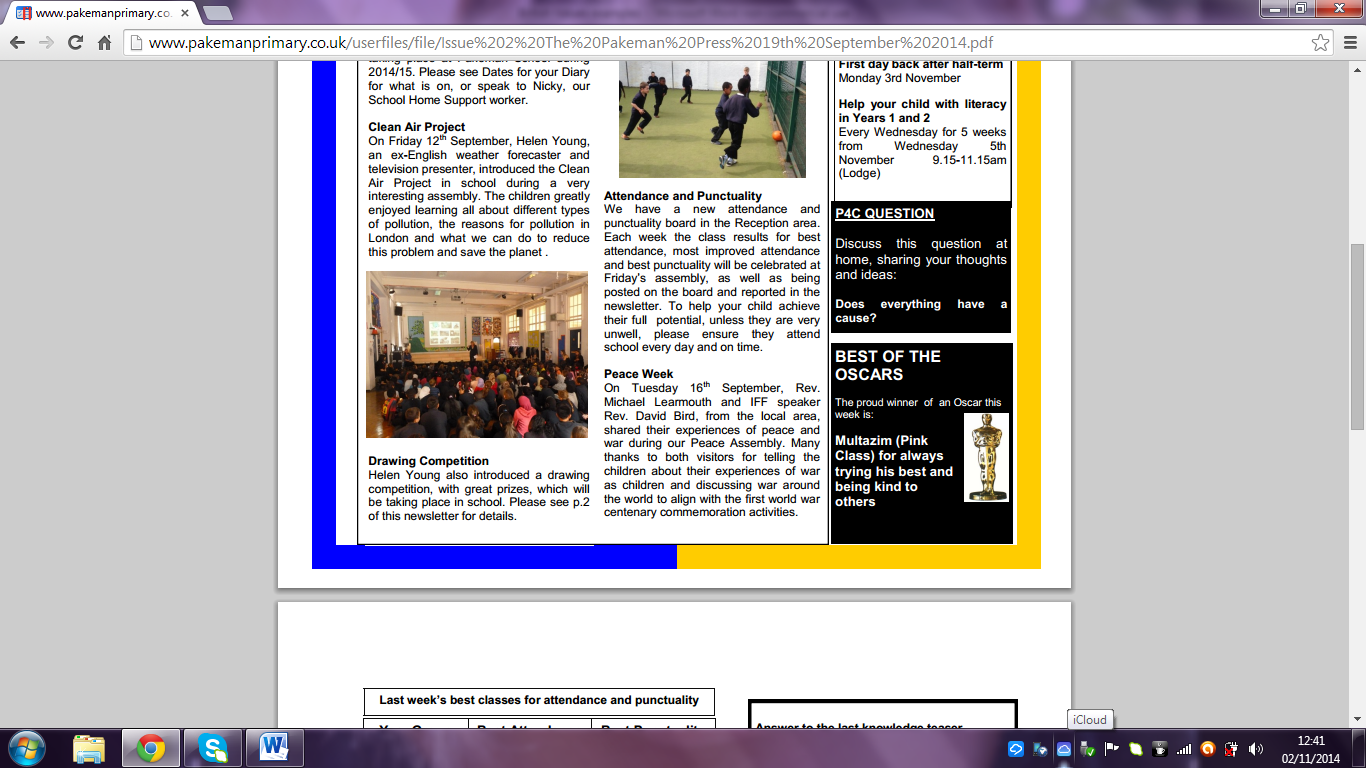 www.pakemanprimary.co.
www.pakemanprimary.co.uk/userfiles/file/Issue%202%20The%20Pakeman%20Press%2019th%20September%202014.pdf
taking place at Pakeman School during
2014/15. Please see Dates for your Diary
for what is on, or speak to Nicky, our
School Home Support worker.
Clean Air Project
On Friday 12th September, Helen Young,
an ex-English weather forecaster and
television presenter, introduced the Clean
Air Project in school during a very
interesting assembly. The children greatly
enjoyed learning all about different types
of pollution, the reasons for pollution in
London and what we can do to reduce
this problem and save the planet .
Drawing Competition
Helen Young also introduced a drawing
competition, with great prizes, which will
be taking place in school. Please see p.2
of this newsletter for details.
Attendance and Punctuality
We have a new attendance and
punctuality board in the Reception area.
Each week the class results for best
attendance, most improved attendance
and best punctuality will be celebrated at
Friday's assembly, as well as being
posted on the board and reported in the
newsletter. To help your child achieve
their full potential, unless they are very
unwell, please ensure they attend
school every day and on time.
Peace Week
On Tuesday 16th September, Rev.
Michael Learmouth and IFF speaker
Rev. David Bird, from the local area,
shared their experiences of peace and
war during our Peace Assembly. Many
thanks to both visitors for telling the
children about their experiences of war
as children and discussing war around
the world to align with the first world war
centenary commemoration activities.
First day back after half-term
Monday 3rd November
Help your child with literacy
in Years 1 and 2
Every Wednesday for 5 weeks
from Wednesday 5th
November 9.15-11.15am
(Lodge)
P4C QUESTION
Discuss this question at
home, sharing your thoughts
and ideas:
Does everything have a
cause?
BEST OF THE
OSCARS
The proud winner of an Oscar this
week is:
Multazim (Pink
Class) for always
trying his best and
being kind to
others
Last week's best classes for attendance and punctuality
Answer to the last knowledge teaser
iCloud
12:41
02/11/2014